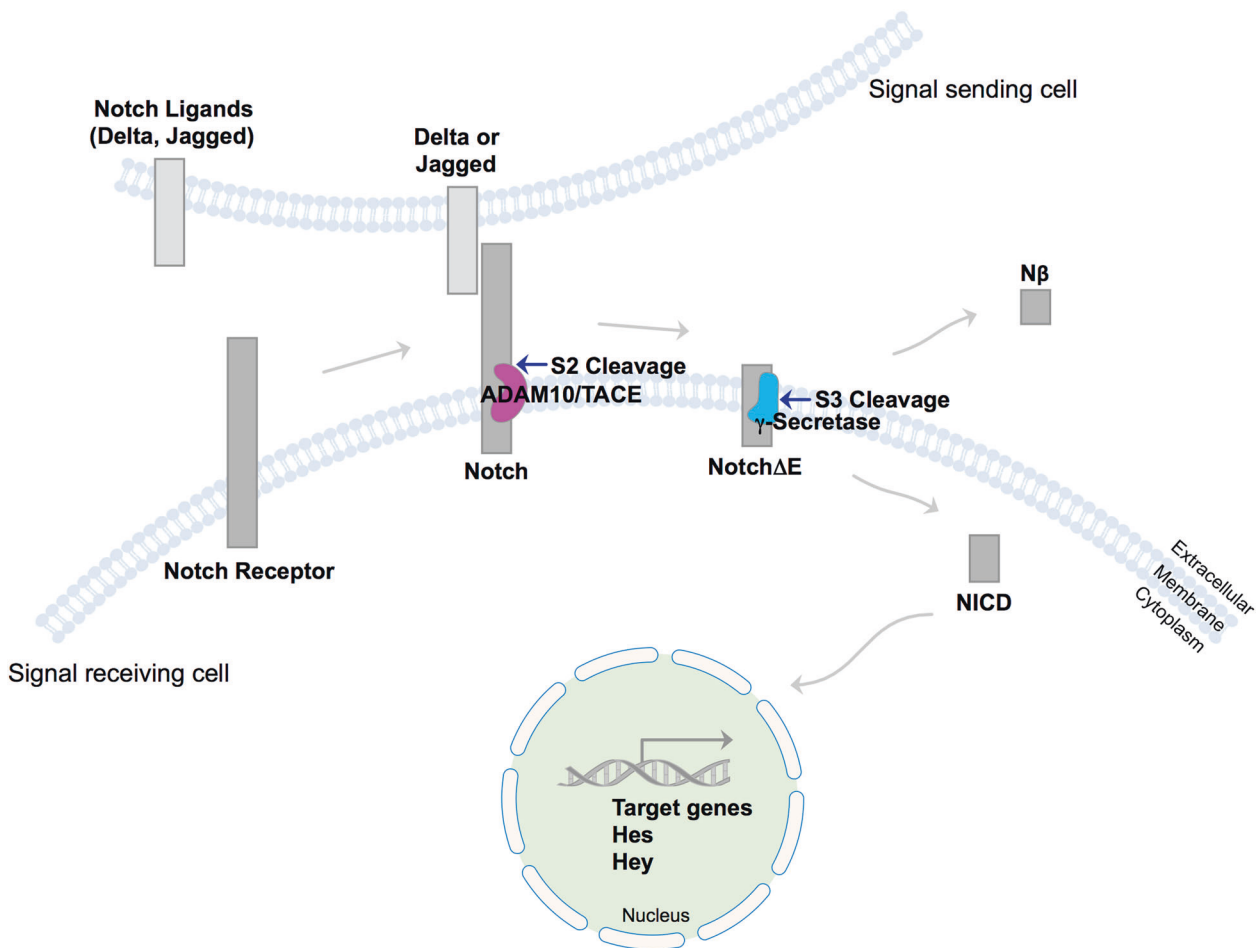 Signal sending cell
Notch Ligands
(Delta, Jagged)
Delta or
Jagged
Nβ
S2 Cleavage
ADAM10/TACE
S3 Cleavage
γ-Secretase
Notch
NotchΔE
Notch Receptor
Extracellular
Membrane
Cytoplasm
NICD
Signal receiving cell
Target genes
Hes
Hey
Nucleus